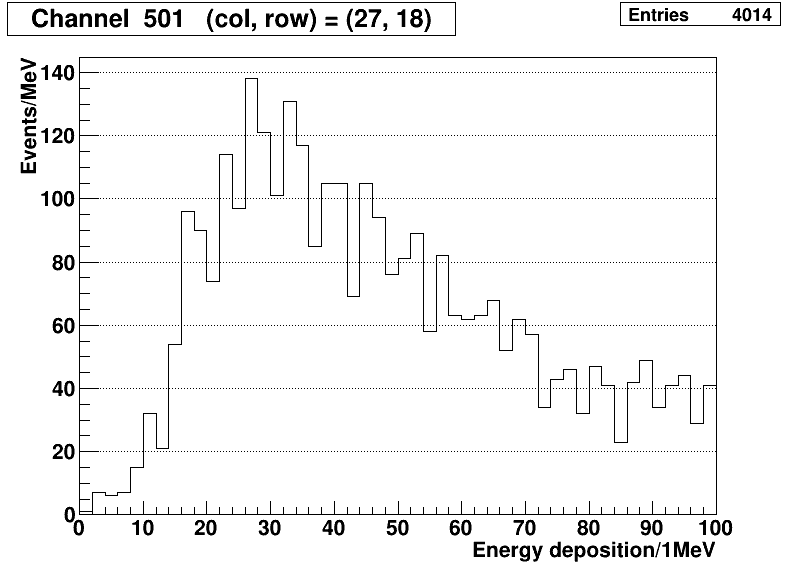 Channel 501 (col, row) = (27, 18)
Entries 4014
Events/MeV
140
120
100
80
60
40
20
0
0 10 20 30 40 50 60 70 80 90 100
Energy deposition/1MeV